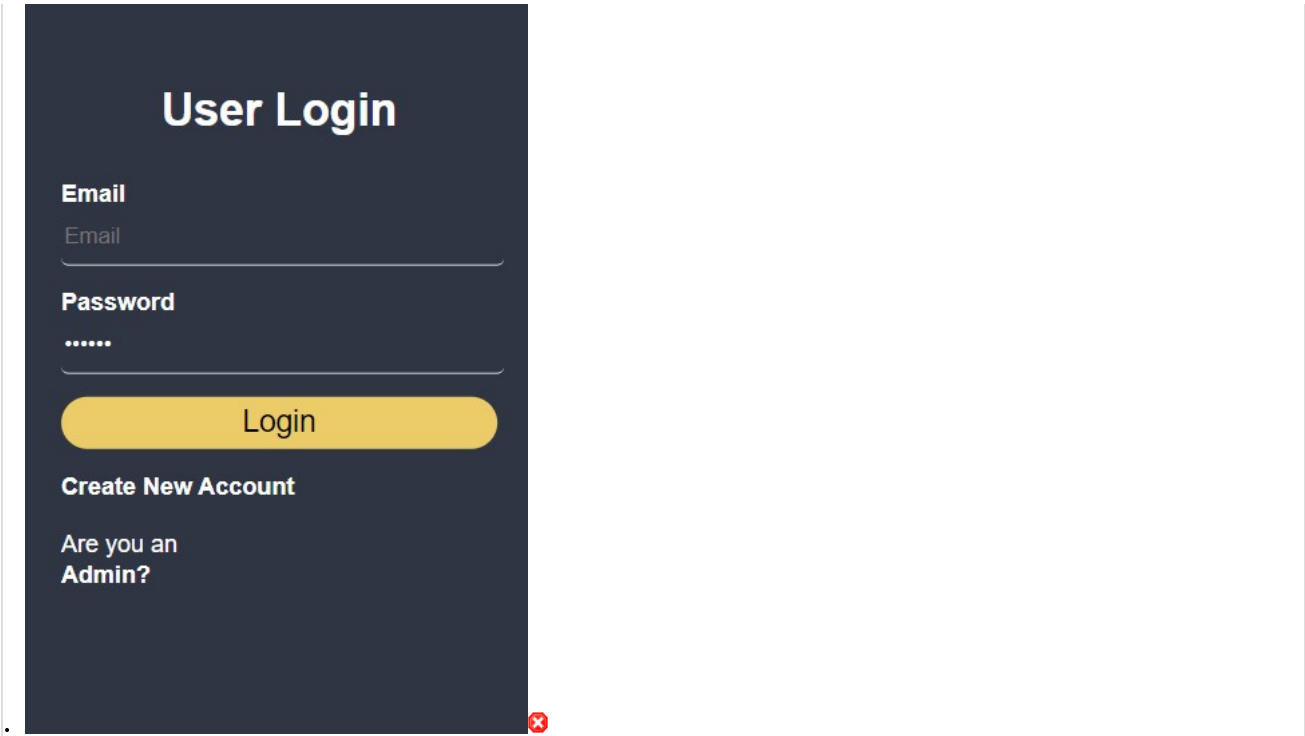 User Login
Email
Email
Password
••••••
Login
Create New Account
Are you an
Admin?